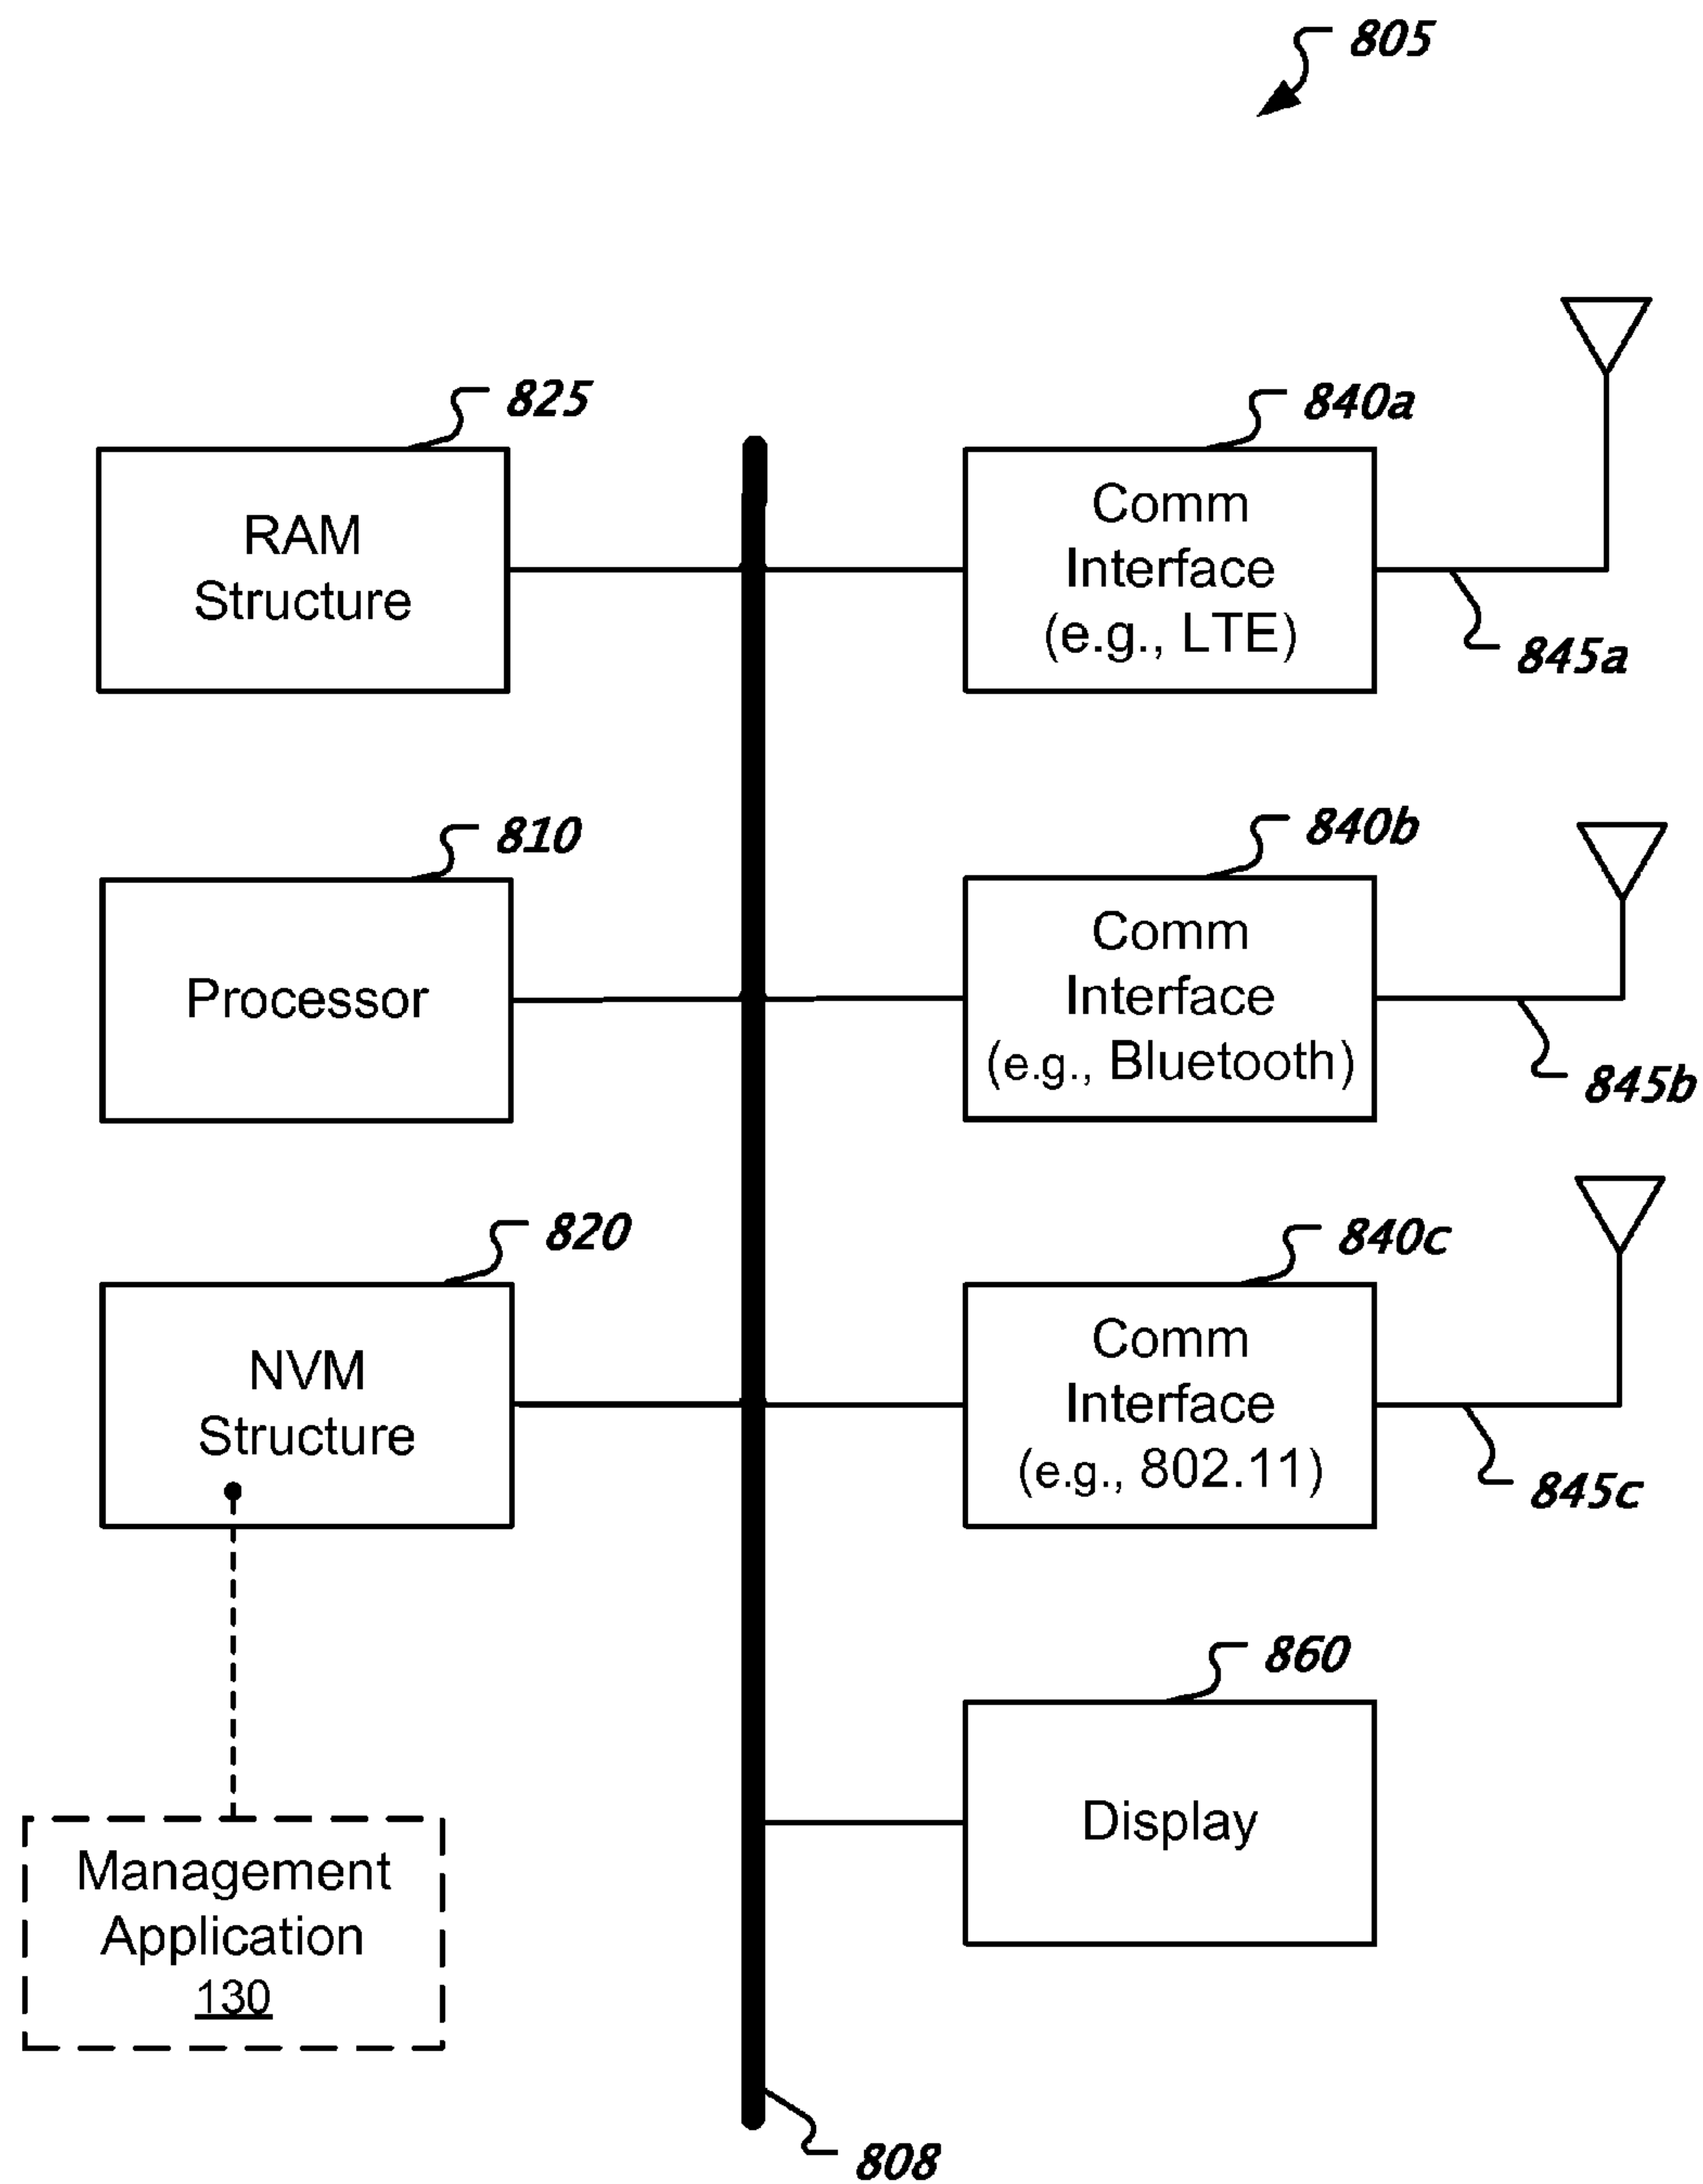 805
825
RAM
Structure
840a
Comm
Interface
(e.g., LTE)
845a
810
Processor
840b
Comm
Interface
(e.g., Bluetooth)
845b
820
NVM
Structure
840c
Comm
Interface
(e.g., 802.11)
845c
860
Display
Management
Application
130
808